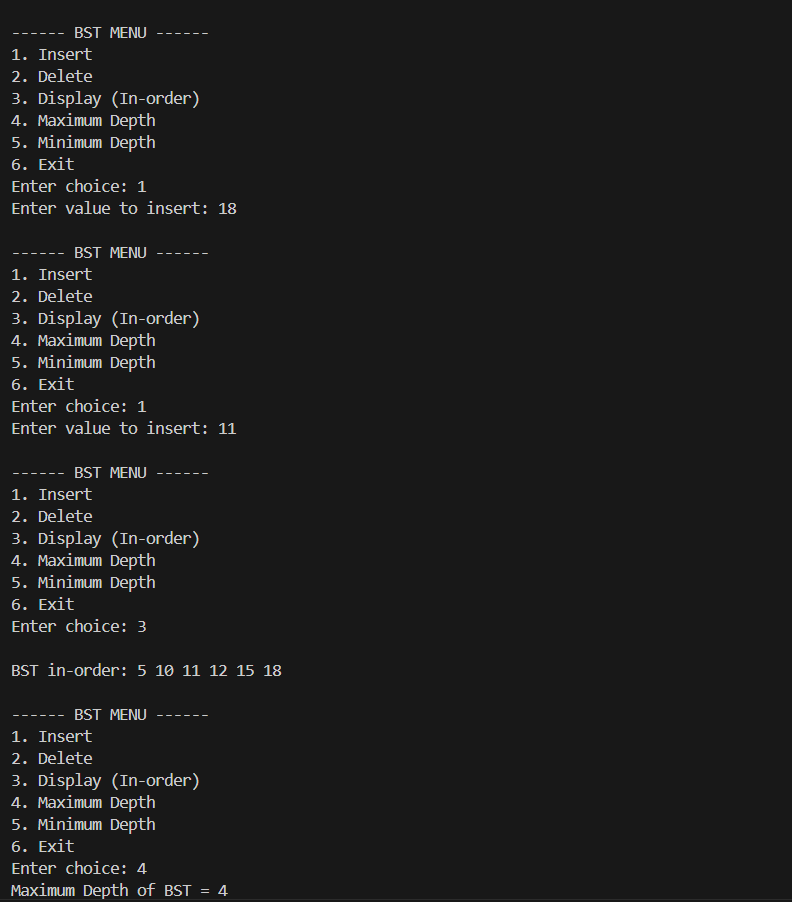 ------ BST MENU ------
1. Insert
2. Delete
3. Display (In-order)
4. Maximum Depth
5. Minimum Depth
6. Exit
Enter choice: 1
Enter value to insert: 18
------ BST MENU ------
1. Insert
2. Delete
3. Display (In-order)
4. Maximum Depth
5. Minimum Depth
6. Exit
Enter choice: 1
Enter value to insert: 11
------ BST MENU ------
1. Insert
2. Delete
3. Display (In-order)
4. Maximum Depth
5. Minimum Depth
6. Exit
Enter choice: 3
BST in-order: 5 10 11 12 15 18
------ BST MENU ------
1. Insert
2. Delete
3. Display (In-order)
4. Maximum Depth
5. Minimum Depth
6. Exit
Enter choice: 4
Maximum Depth of BST = 4